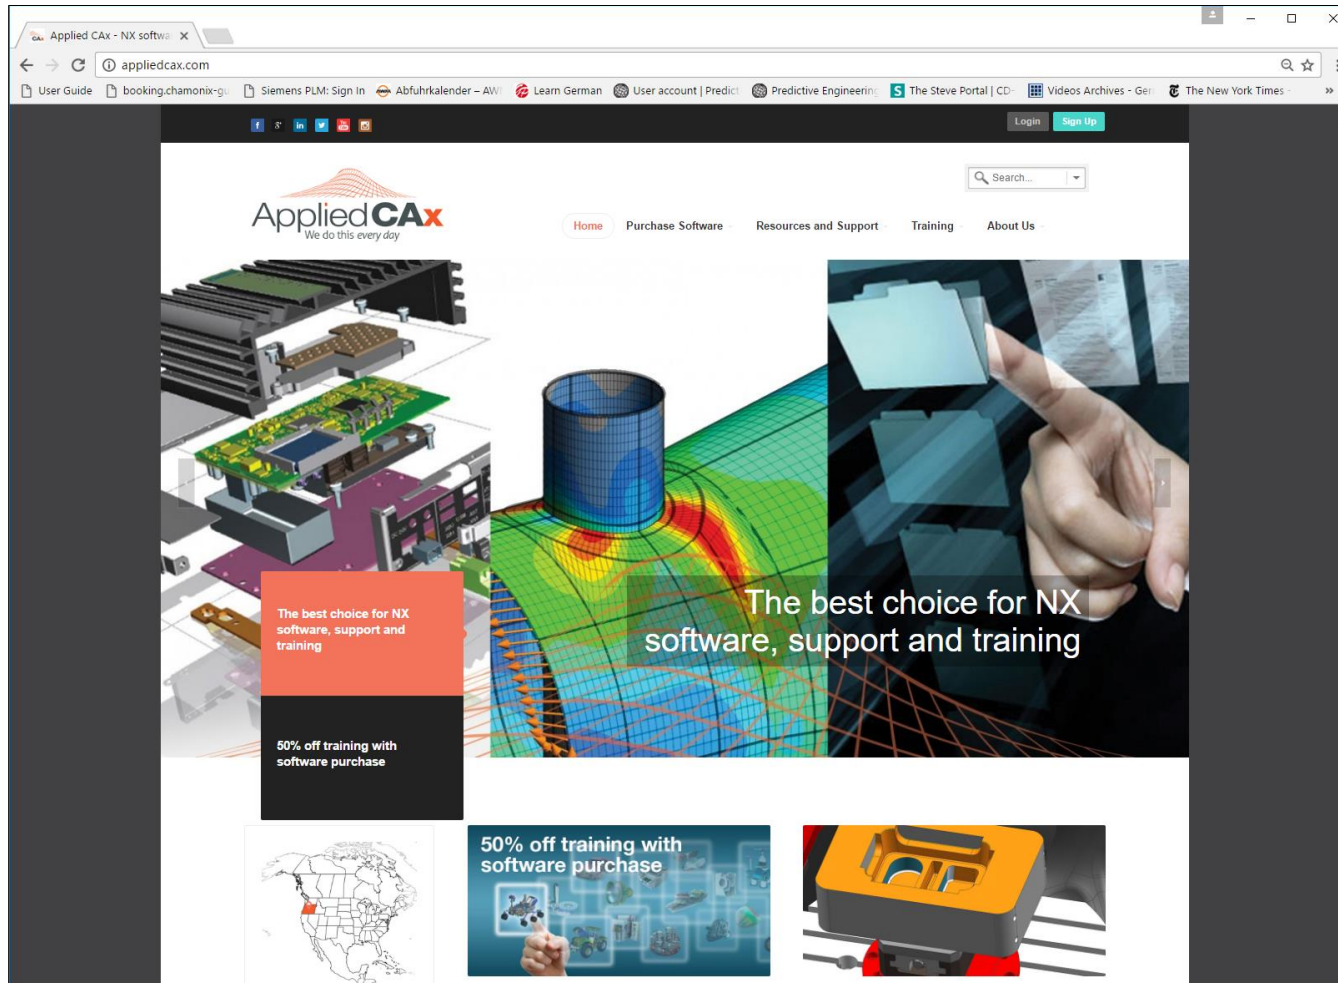 Applied CAx - NX softwa
appliedcax.com
User Guide
booking.chamonix-gu
Siemens PLM: Sign In
Abfuhrkalender – AW
Learn German
User account | Predict
Predictive Engineering
The Steve Portal | CD-
Videos Archives - Ger
The New York Times -
Login
Sign Up
Search...
Applied CAx
We do this every day
Home
Purchase Software
Resources and Support
Training
About Us
The best choice for NX
software, support and training
The best choice for NX
software, support and
training
50% off training with
software purchase
50% off training with
software purchase